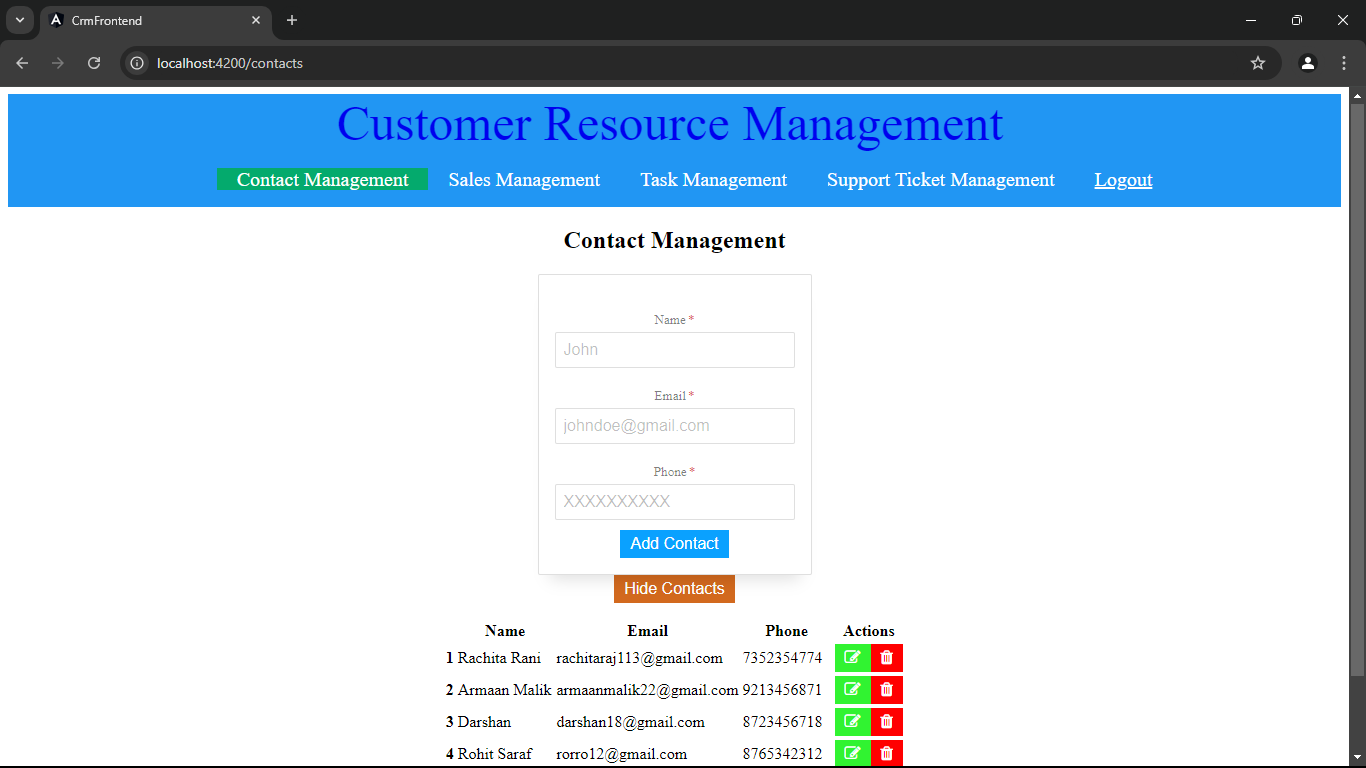 CrmFrontend
localhost:4200/contacts
Customer Resource Management
Contact Management Sales Management Task Management Support Ticket Management Logout
Contact Management
Name *
John
Email *
johndoe@gmail.com
Phone *
XXXXXXXXXX
Add Contact
Hide Contacts
Name Email Phone Actions
1 Rachita Rani rachitaraj113@gmail.com 7352354774
2 Armaan Malik armaanmalik22@gmail.com 9213456871
3 Darshan darshan18@gmail.com 8723456718
4 Rohit Saraf rorro12@gmail.com 8765342312